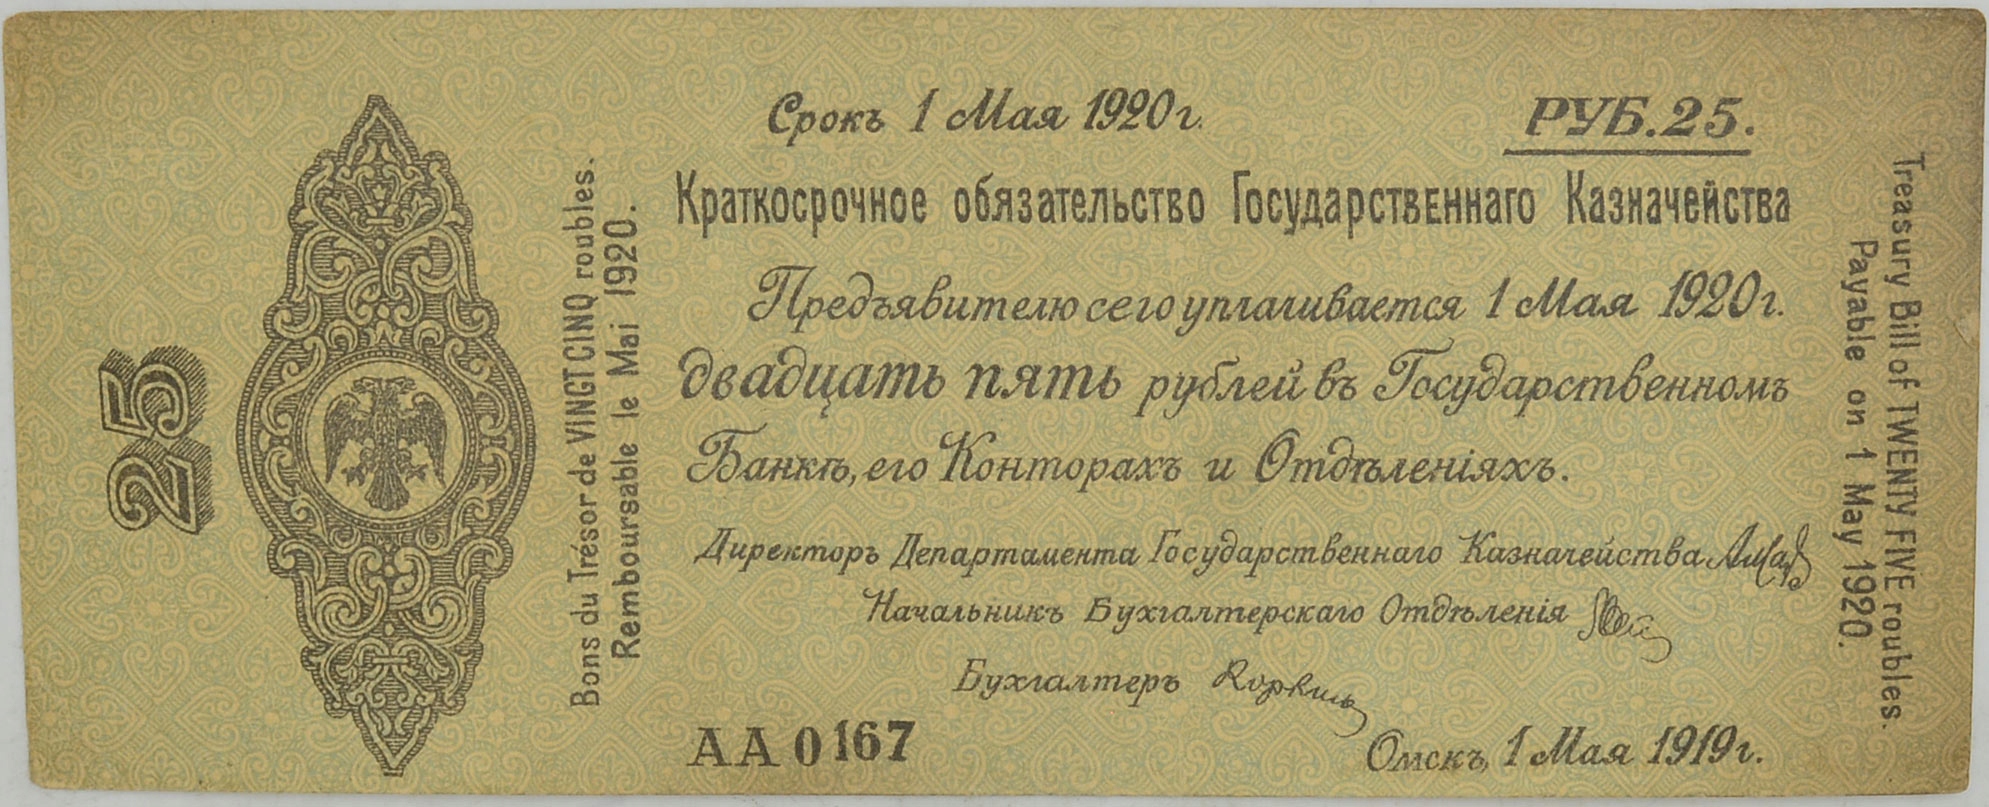 25
Bons du Trésor de VINGT CINQ roubles.
Remboursable le Mai 1920.
Срокъ 1 Мая 1920 г.
РУБ. 25.
Краткосрочное обязательство Государственнаго Казначейства
Предъявителю сего уплачивается 1 Мая 1920 г.
двадцать пять рублей въ Государственномъ
Банкѣ, его Конторахъ и Отдѣленіяхъ.
Директоръ Департамента Государственнаго Казначейства
Начальникъ Бухгалтерскаго Отдѣленія
Бухгалтеръ
АА 0167
Омскъ, 1 Мая 1919 г.
Treasury Bill of TWENTY FIVE roubles.
Payable on 1 May 1920.